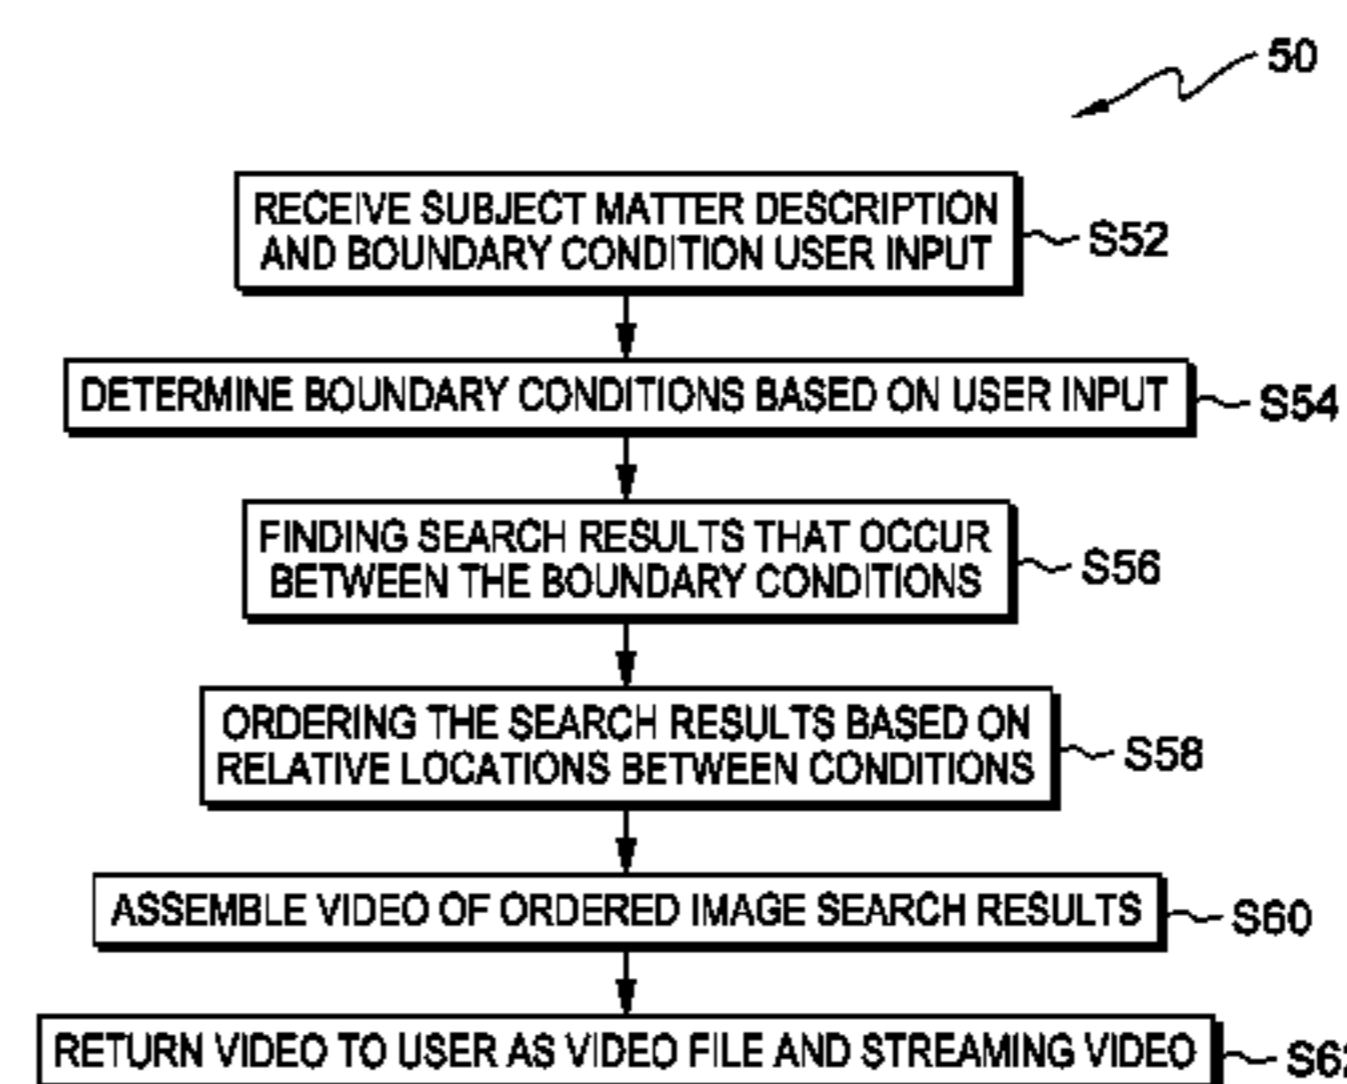 50
RECEIVE SUBJECT MATTER DESCRIPTION
AND BOUNDARY CONDITION USER INPUT
S52
DETERMINE BOUNDARY CONDITIONS BASED ON USER INPUT
S54
FINDING SEARCH RESULTS THAT OCCUR
BETWEEN THE BOUNDARY CONDITIONS
S56
ORDERING THE SEARCH RESULTS BASED ON
RELATIVE LOCATIONS BETWEEN CONDITIONS
S58
ASSEMBLE VIDEO OF ORDERED IMAGE SEARCH RESULTS
S60
RETURN VIDEO TO USER AS VIDEO FILE AND STREAMING VIDEO
S62